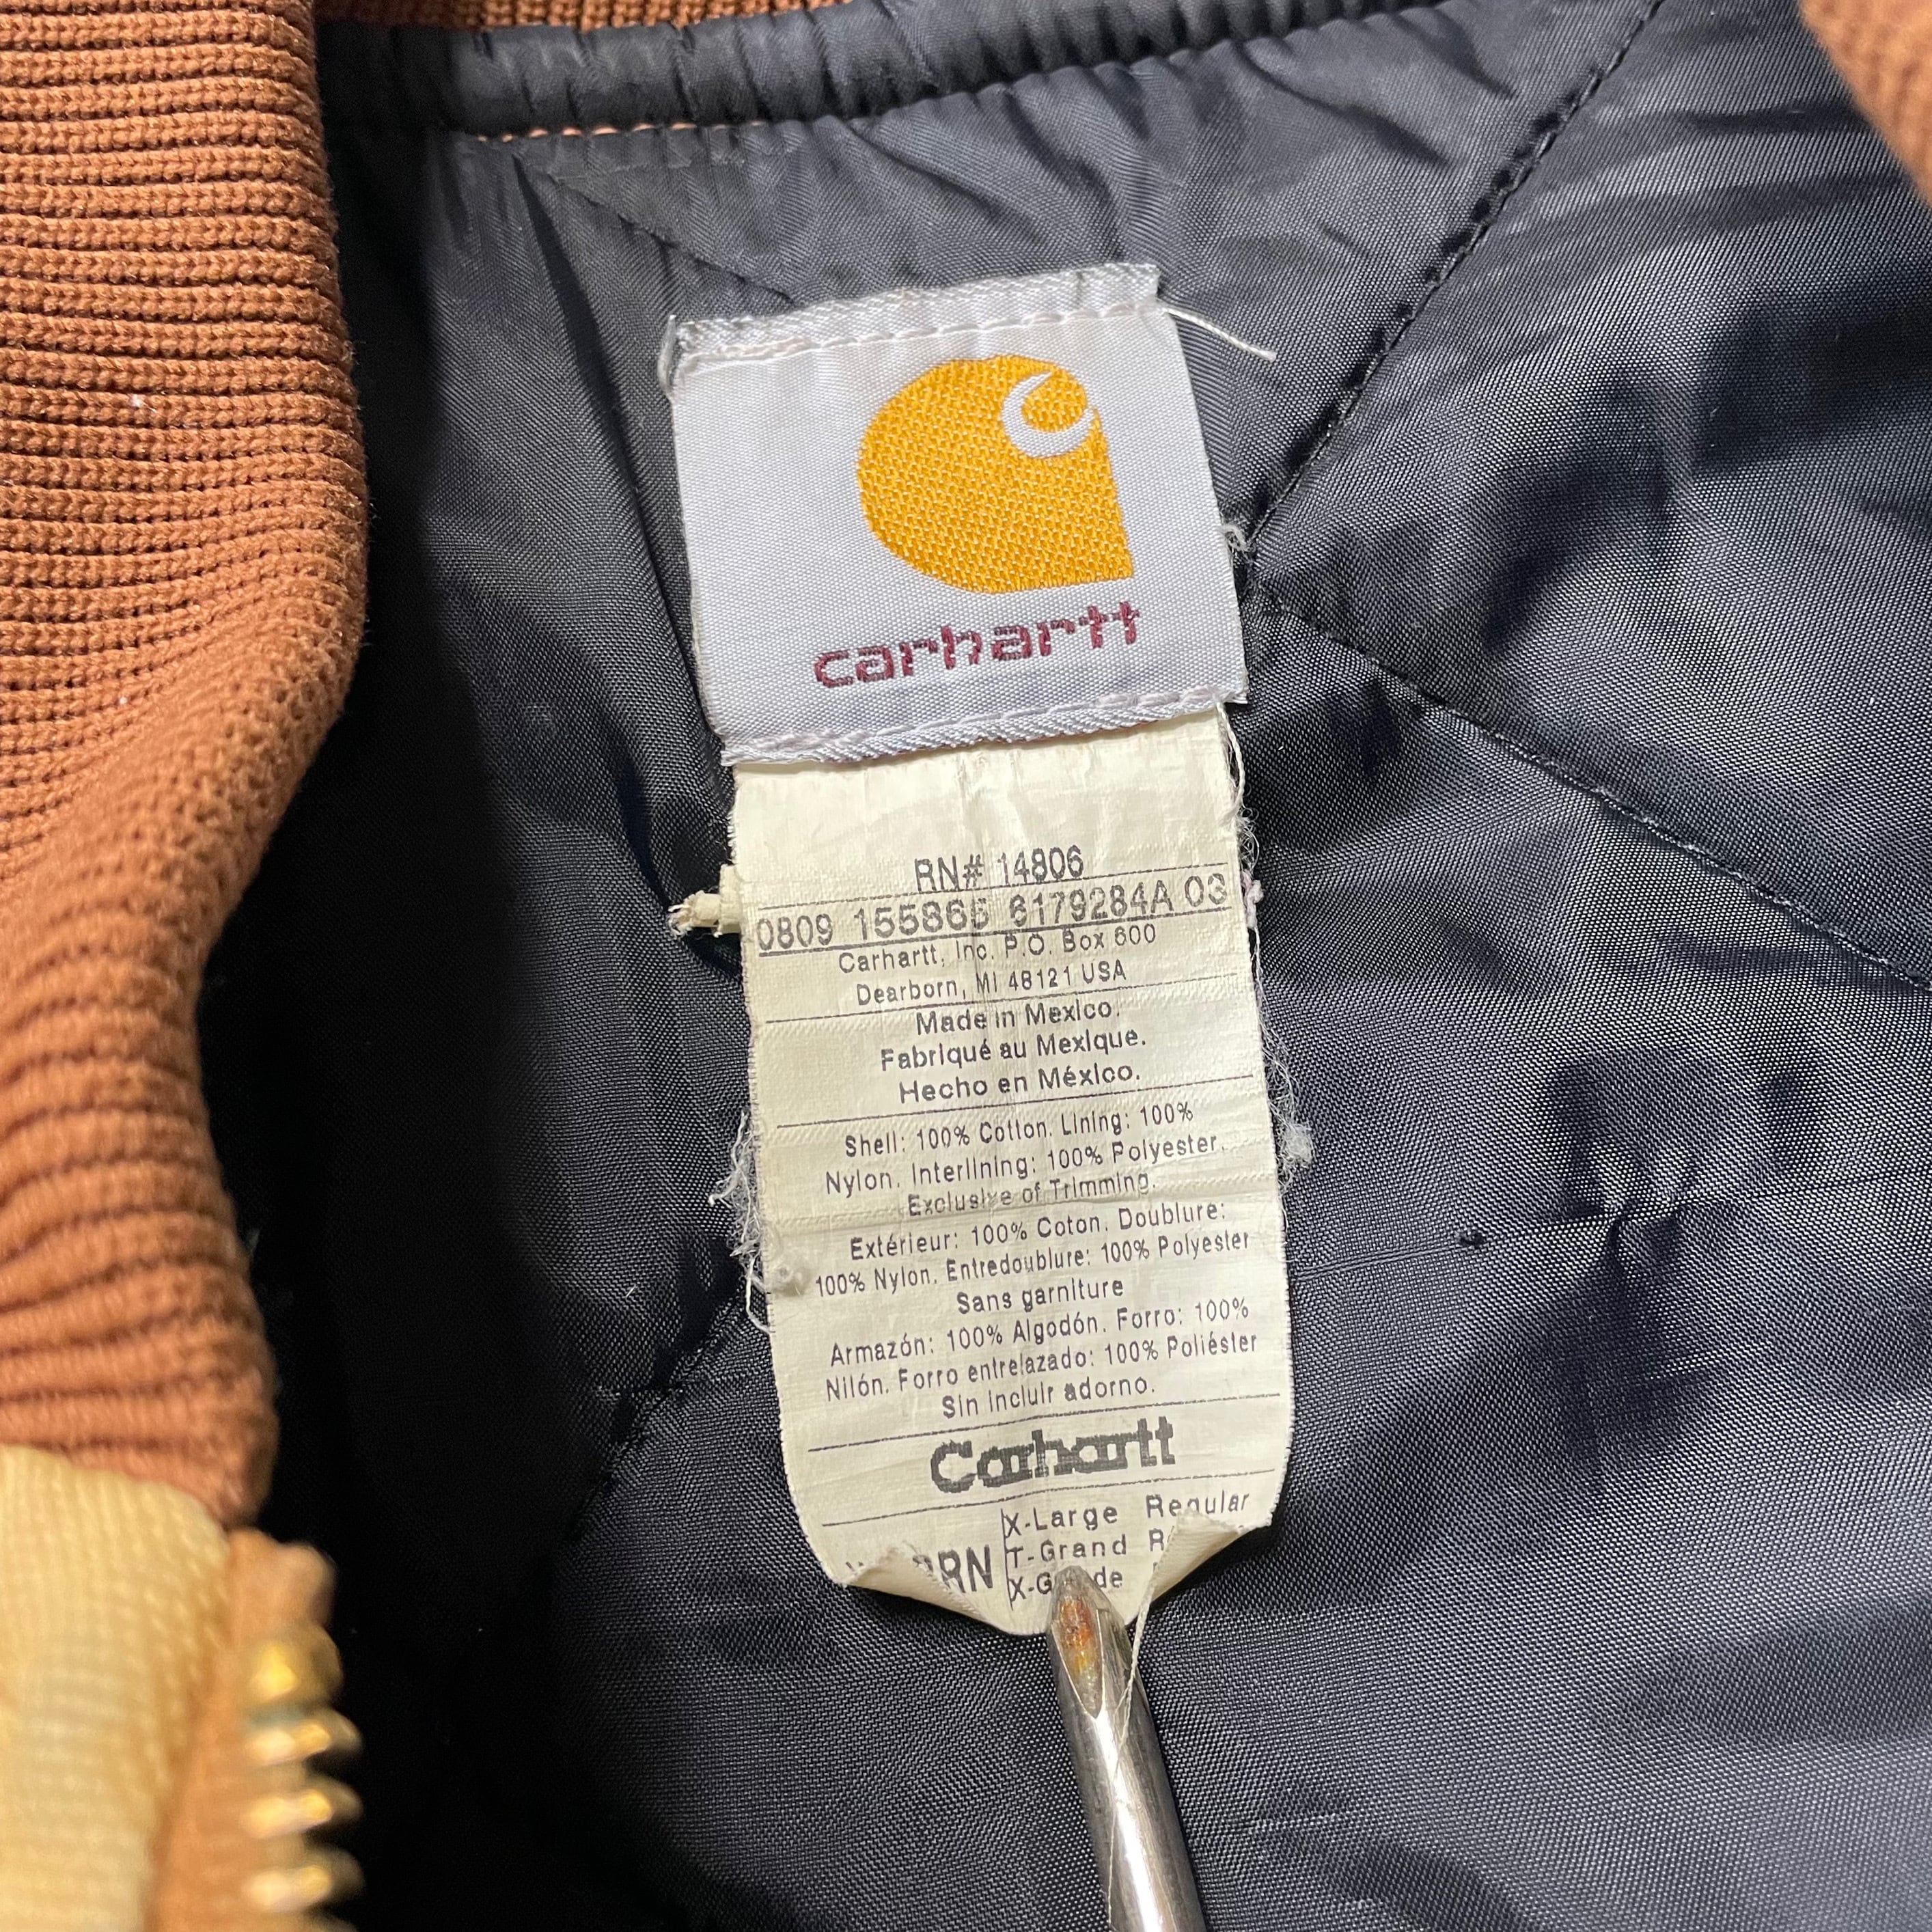 carhartt
RN# 14806
0809 155865 6179284A 03
Carhartt, Inc. P.O. Box 600
Dearborn, MI 48121 USA
Made in Mexico.
Fabriqué au Mexique.
Hecho en México.
Shell: 100% Cotton. Lining: 100%
Nylon. Interlining: 100% Polyester.
Exclusive of Trimming.
Extérieur: 100% Coton. Doublure:
100% Nylon. Entredoublure: 100% Polyester
Sans garniture
Armazón: 100% Algodón. Forro: 100%
Nilón. Forro entrelazado: 100% Poliéster
Sin incluir adorno.
Carhartt
X-Large Regular
T-Grand